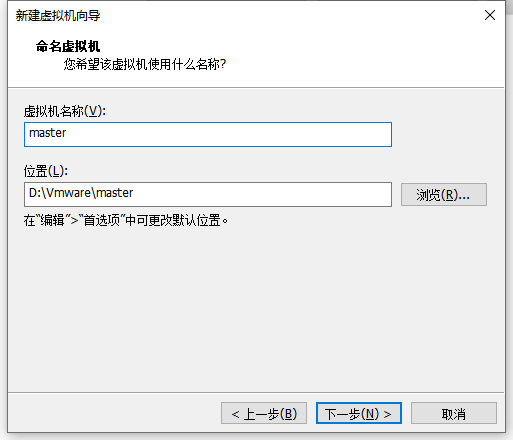 新建虚拟机向导
命名虚拟机
您希望该虚拟机使用什么名称?
虚拟机名称(V):
master
位置(L):
D:\Vmware\master
浏览(R)...
在“编辑”>“首选项”中可更改默认位置。
< 上一步(B)
下一步(N) >
取消